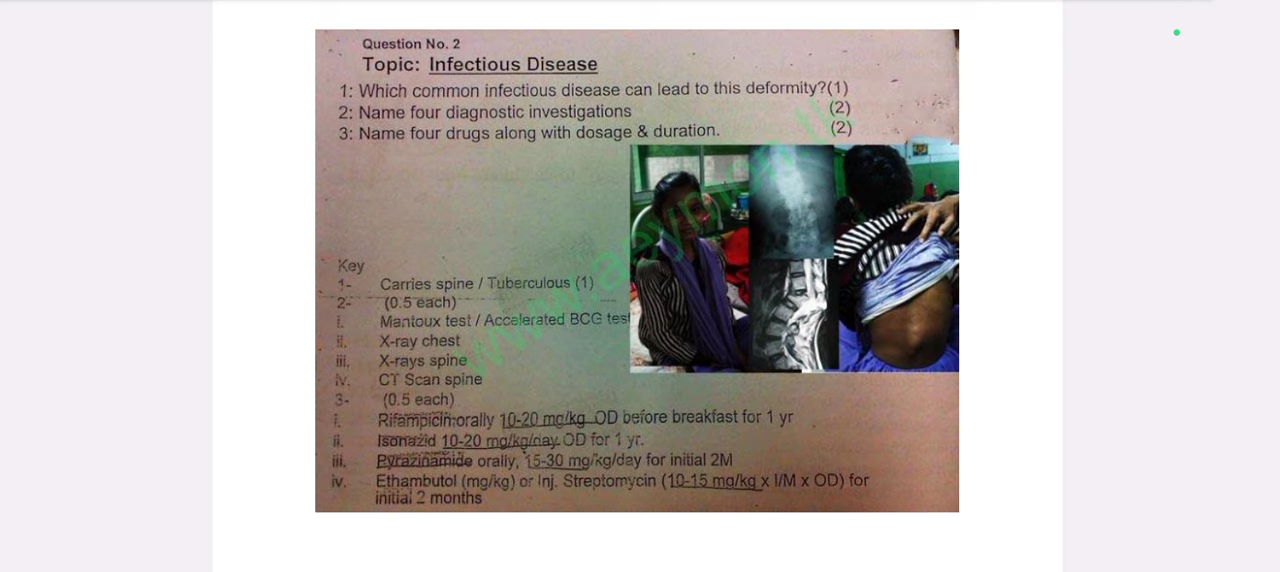 Question No. 2
Topic: Infectious Disease
1: Which common infectious disease can lead to this deformity?(1)
2: Name four diagnostic investigations (2)
3: Name four drugs along with dosage & duration. (2)
Key
1- Carries spine / Tuberculous (1)
2- (0.5 each)
i. Mantoux test / Accelerated BCG test
ii. X-ray chest
iii. X-rays spine
iv. CT Scan spine
3- (0.5 each)
i. Rifampicin:orally 10-20 mg/kg OD before breakfast for 1 yr
ii. Isonazid 10-20 mg/kg/day OD for 1 yr.
iii. Pyrazinamide orally, 15-30 mg/kg/day for initial 2M
iv. Ethambutol (mg/kg) or Inj. Streptomycin (10-15 mg/kg x I/M x OD) for
initial 2 months